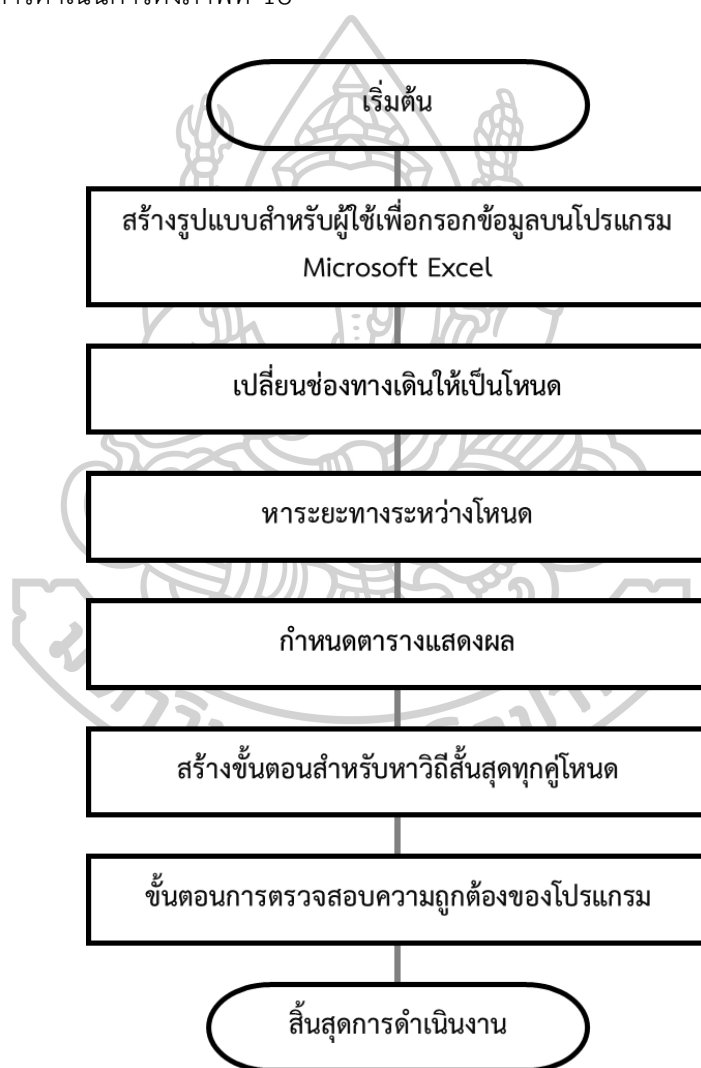 เริ่มต้น
สร้างรูปแบบสำหรับผู้ใช้เพื่อกรอกข้อมูลบนโปรแกรม
Microsoft Excel
เปลี่ยนช่องทางเดินให้เป็นโหนด
หาระยะทางระหว่างโหนด
กำหนดตารางแสดงผล
สร้างขั้นตอนสำหรับหาวิถีสั้นสุดทุกคู่โหนด
ขั้นตอนการตรวจสอบความถูกต้องของโปรแกรม
สิ้นสุดการดำเนินงาน